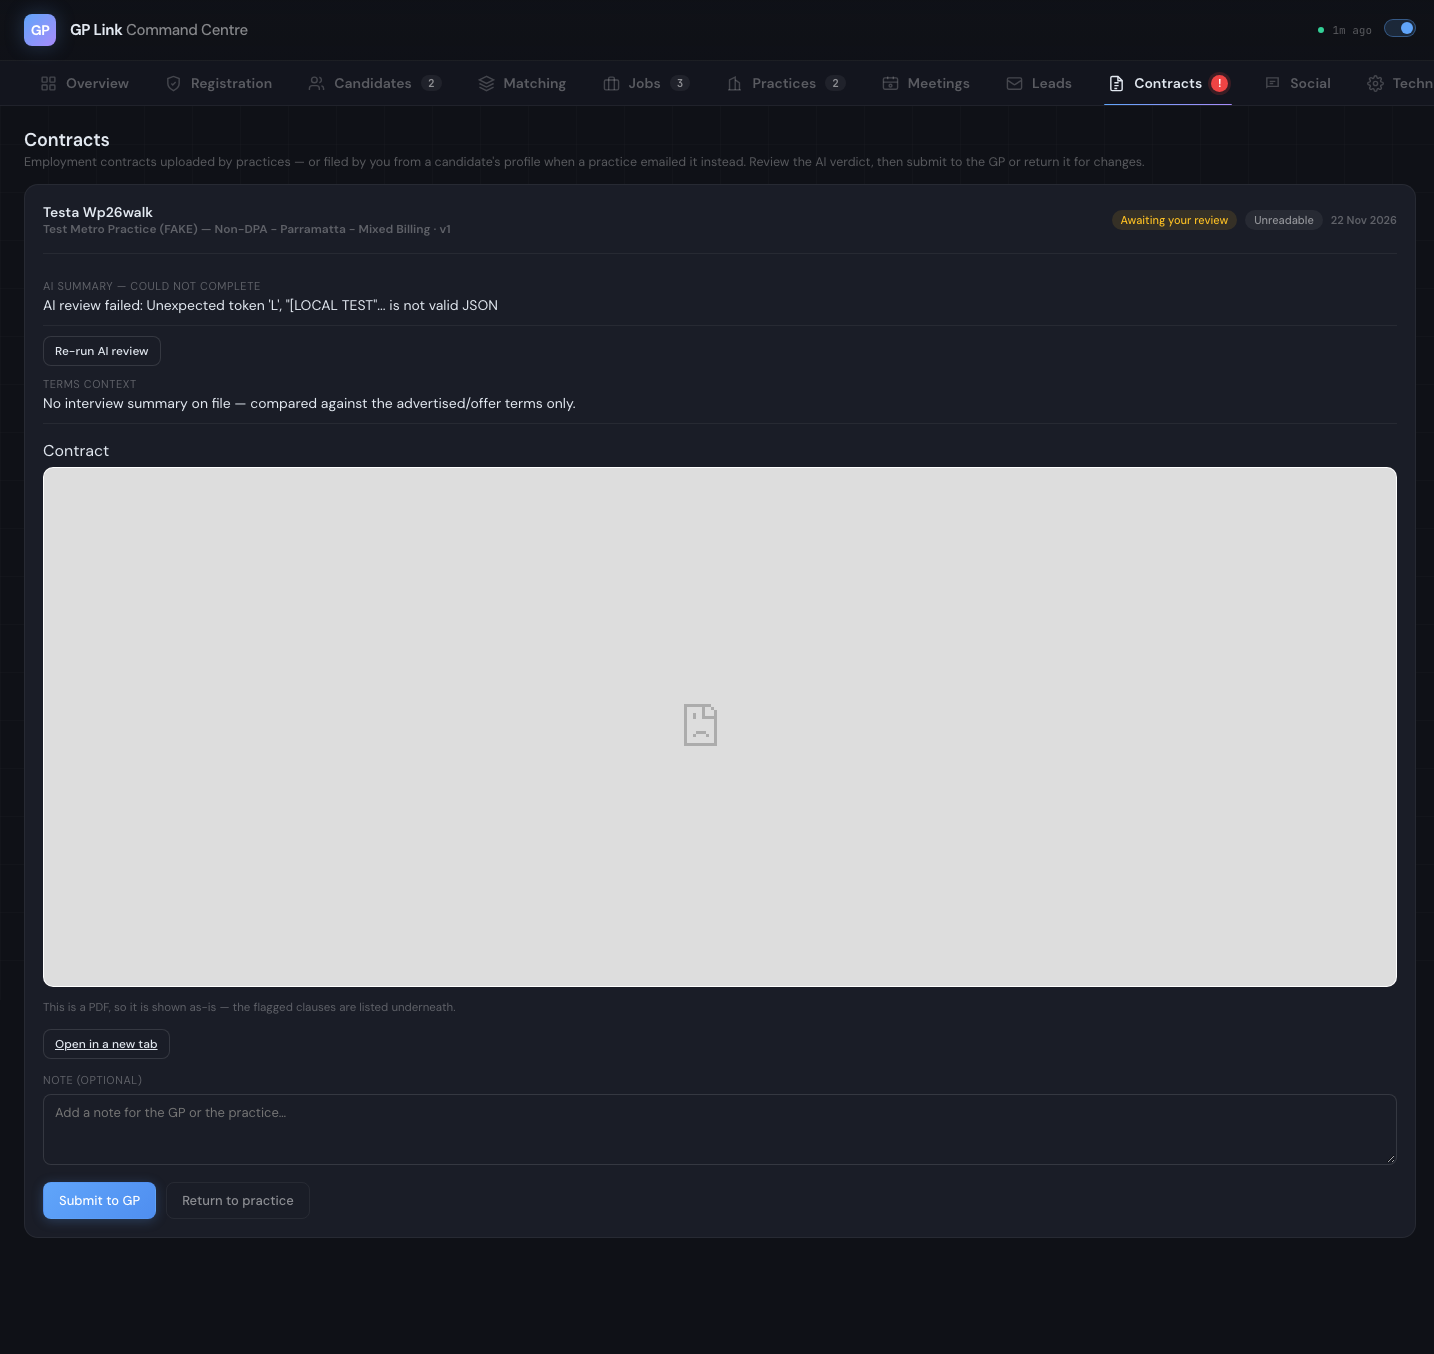 GP
GP Link Command Centre
1m ago
Overview
Registration
Candidates 2
Matching
Jobs 3
Practices 2
Meetings
Leads
Contracts !
Social
Techn
Contracts
Employment contracts uploaded by practices — or filed by you from a candidate's profile when a practice emailed it instead. Review the AI verdict, then submit to the GP or return it for changes.
Testa Wp26walk
Test Metro Practice (FAKE) — Non-DPA - Parramatta - Mixed Billing · v1
Awaiting your review
Unreadable
22 Nov 2026
AI SUMMARY — COULD NOT COMPLETE
AI review failed: Unexpected token 'L', "[LOCAL TEST"... is not valid JSON
Re-run AI review
TERMS CONTEXT
No interview summary on file — compared against the advertised/offer terms only.
Contract
This is a PDF, so it is shown as-is — the flagged clauses are listed underneath.
Open in a new tab
NOTE (OPTIONAL)
Add a note for the GP or the practice…
Submit to GP
Return to practice